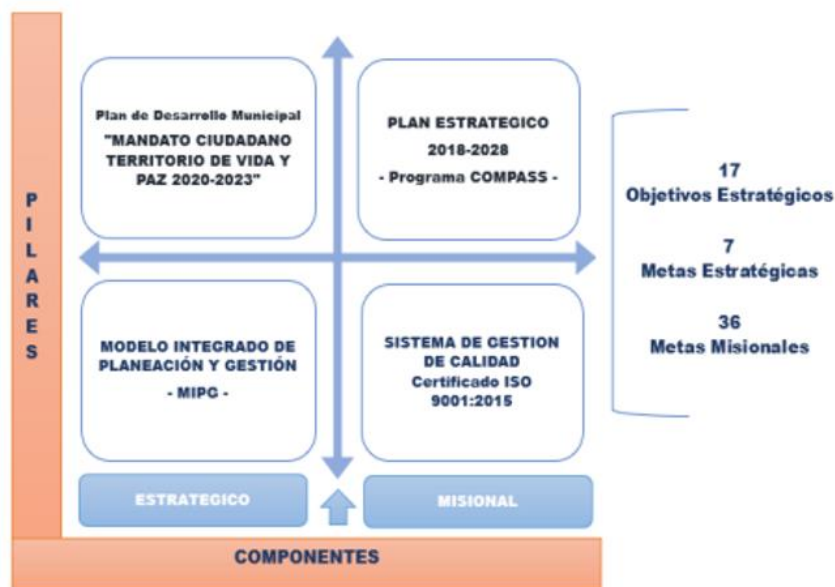 PILARES
Plan de Desarrollo Municipal
"MANDATO CIUDADANO
TERRITORIO DE VIDA Y
PAZ 2020-2023"
PLAN ESTRATEGICO
2018-2028
- Programa COMPASS -
MODELO INTEGRADO DE
PLANEACIÓN Y GESTIÓN
- MIPG -
SISTEMA DE GESTION
DE CALIDAD
Certificado ISO
9001:2015
17
Objetivos Estratégicos
7
Metas Estratégicas
36
Metas Misionales
ESTRATEGICO
MISIONAL
COMPONENTES